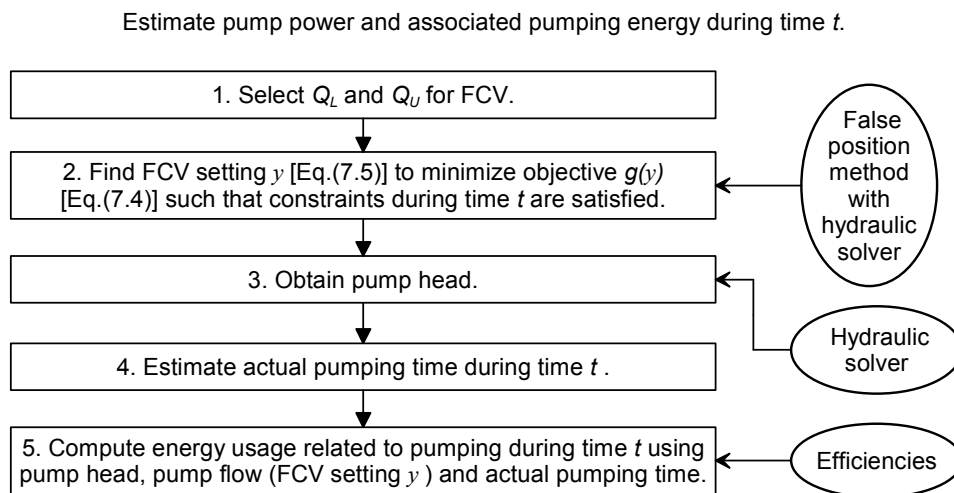 Estimate pump power and associated pumping energy during time t.
1. Select QL and QU for FCV.
2. Find FCV setting y [Eq.(7.5)] to minimize objective g(y)
[Eq.(7.4)] such that constraints during time t are satisfied.
False
position
method
with
hydraulic
solver
3. Obtain pump head.
Hydraulic
solver
4. Estimate actual pumping time during time t .
5. Compute energy usage related to pumping during time t using
pump head, pump flow (FCV setting y ) and actual pumping time.
Efficiencies